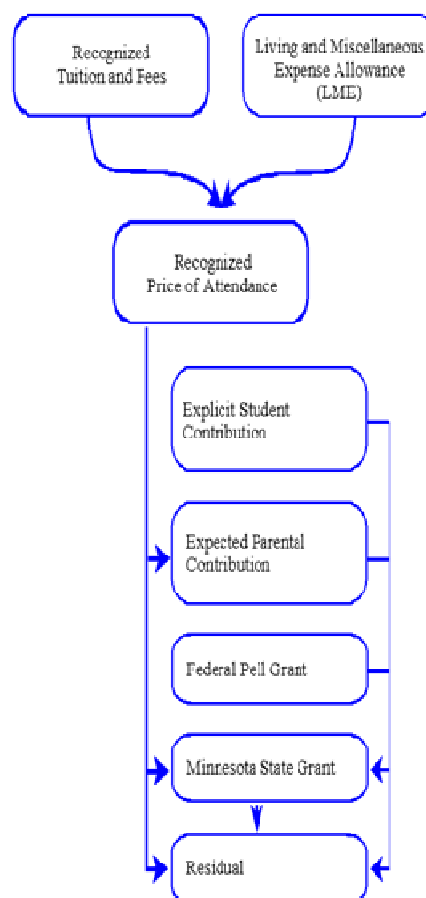 Recognized
Tuition and Fees
Living and Miscellaneous
Expense Allowance
(LME)
Recognized
Price of Attendance
Explicit Student
Contribution
Expected Parental
Contribution
Federal Pell Grant
Minnesota State Grant
Residual